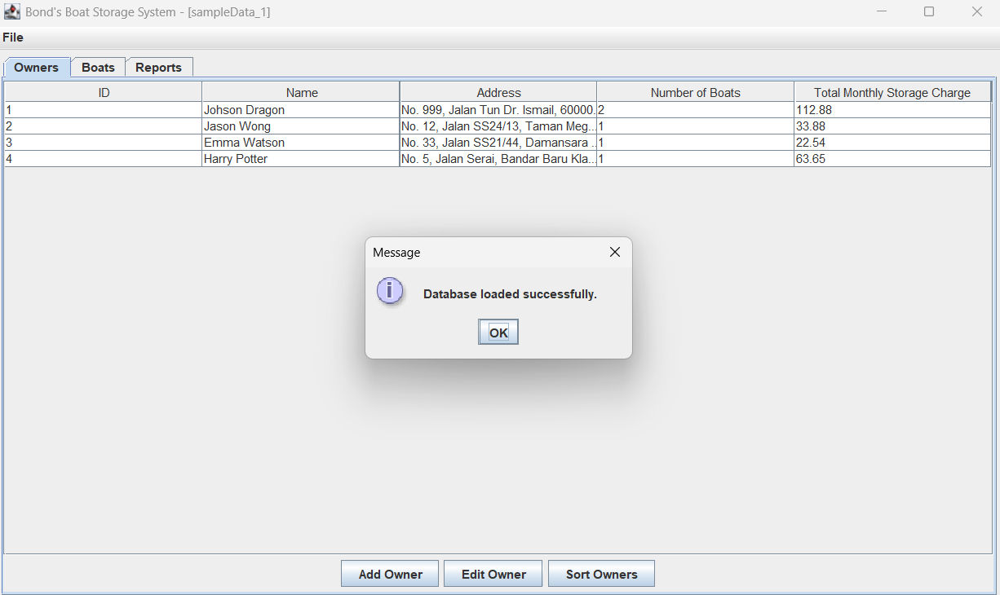 Bond's Boat Storage System - [sampleData_1]
File
Owners Boats Reports
ID Name Address Number of Boats Total Monthly Storage Charge
1 Johson Dragon No. 999, Jalan Tun Dr. Ismail, 60000. 2 112.88
2 Jason Wong No. 12, Jalan SS24/13, Taman Meg... 1 33.88
3 Emma Watson No. 33, Jalan SS21/44, Damansara ... 1 22.54
4 Harry Potter No. 5, Jalan Serai, Bandar Baru Kla... 1 63.65
Message
i Database loaded successfully.
OK
Add Owner Edit Owner Sort Owners